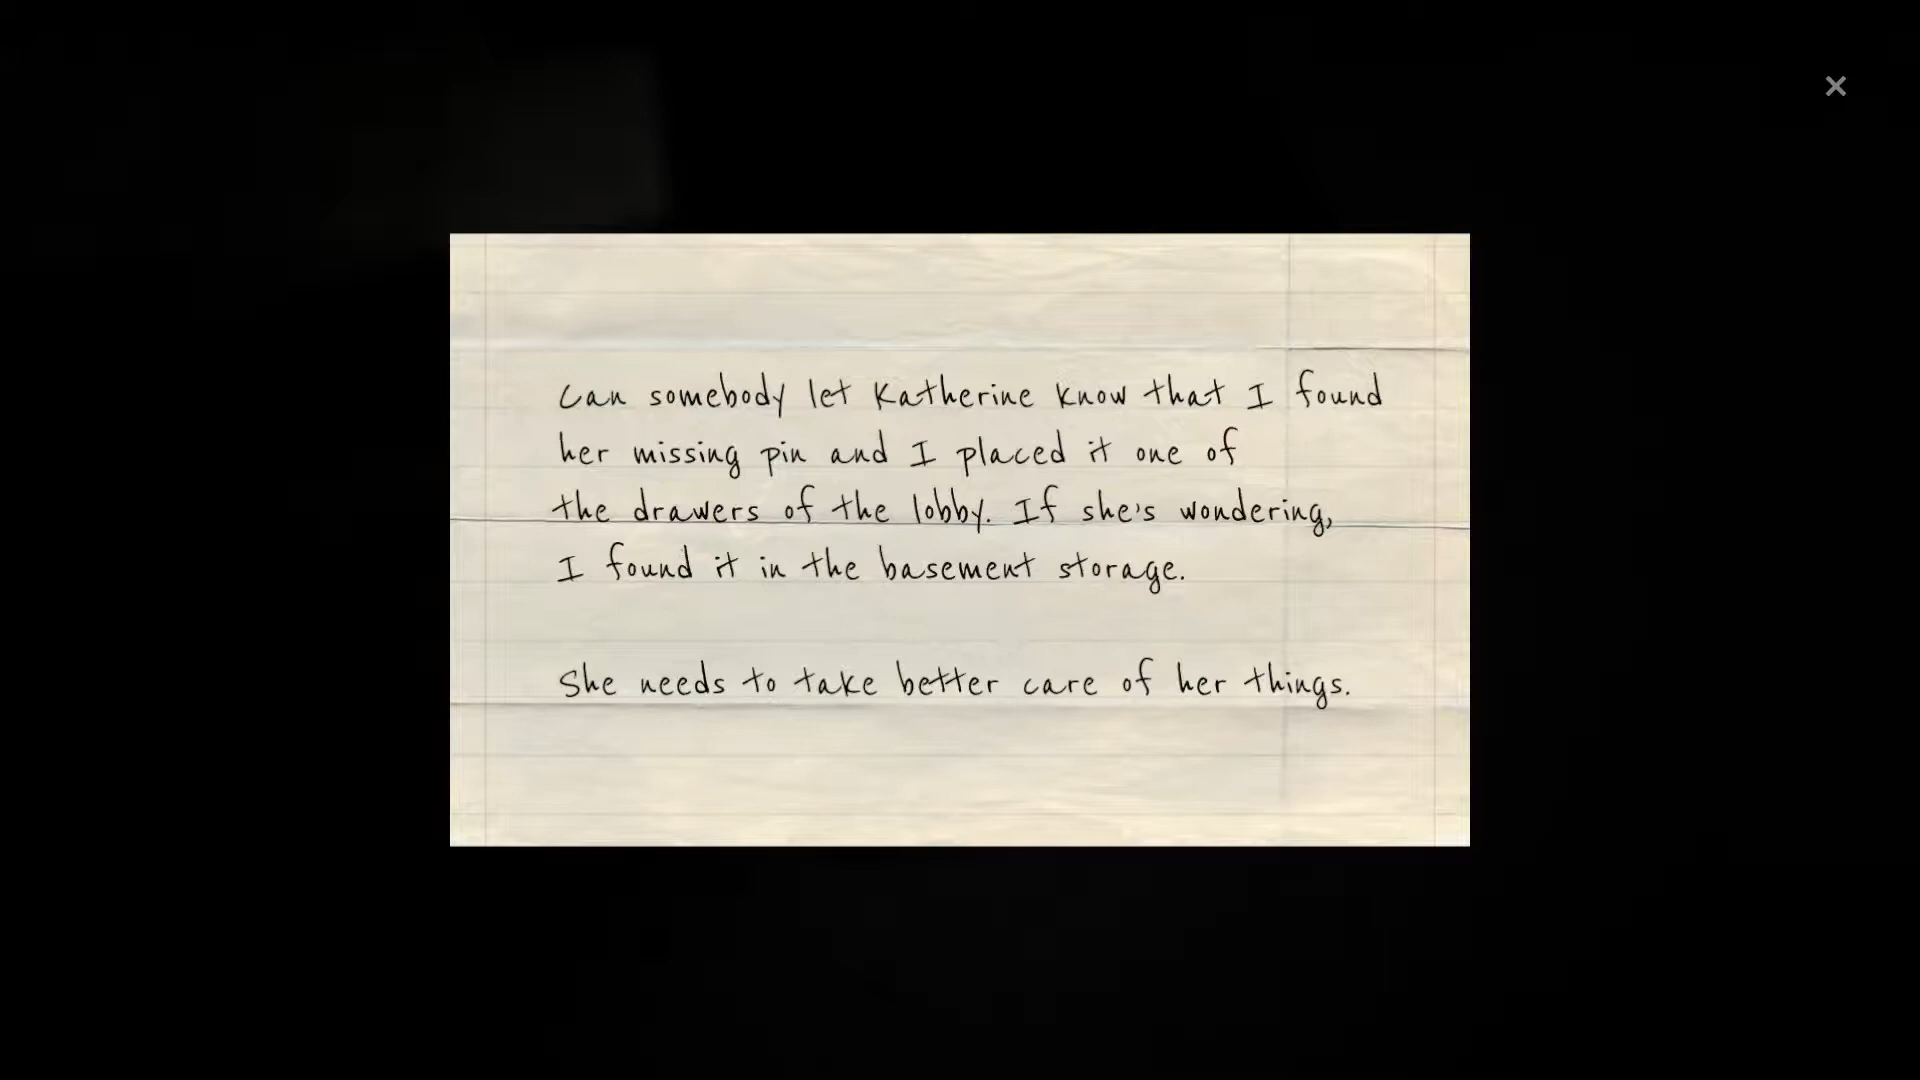 Can somebody let Katherine know that I found
her missing pin and I placed it one of
the drawers of the lobby. If she's wondering,
I found it in the basement storage.
She needs to take better care of her things.